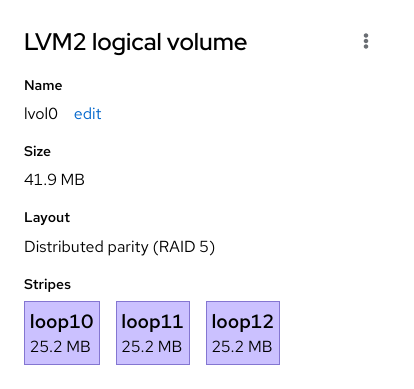 LVM2 logical volume
Name
lvol0 edit
Size
41.9 MB
Layout
Distributed parity (RAID 5)
Stripes
loop10 loop11 loop12
25.2 MB 25.2 MB 25.2 MB